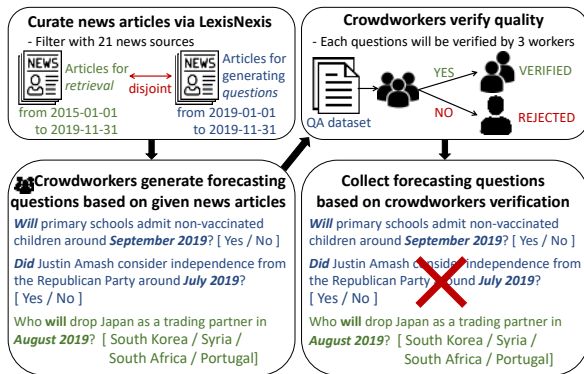 Curate news articles via LexisNexis
- Filter with 21 news sources
NEWS
Articles for
retrieval
disjoint
NEWS
Articles for
generating
questions
from 2015-01-01
to 2019-11-31
from 2019-01-01
to 2019-11-31
Crowdworkers verify quality
- Each questions will be verified by 3 workers
QA dataset
YES
VERIFIED
NO
REJECTED
Crowdworkers generate forecasting
questions based on given news articles
Will primary schools admit non-vaccinated
children around September 2019? [ Yes / No ]
Did Justin Amash consider independence from
the Republican Party around July 2019?
[ Yes / No ]
Who will drop Japan as a trading partner in
August 2019? [ South Korea / Syria /
South Africa / Portugal]
Collect forecasting questions
based on crowdworkers verification
Will primary schools admit non-vaccinated
children around September 2019? [ Yes / No ]
Did Justin Amash consider independence from
the Republican Party around July 2019?
[ Yes / No ]
Who will drop Japan as a trading partner in
August 2019? [ South Korea / Syria /
South Africa / Portugal]